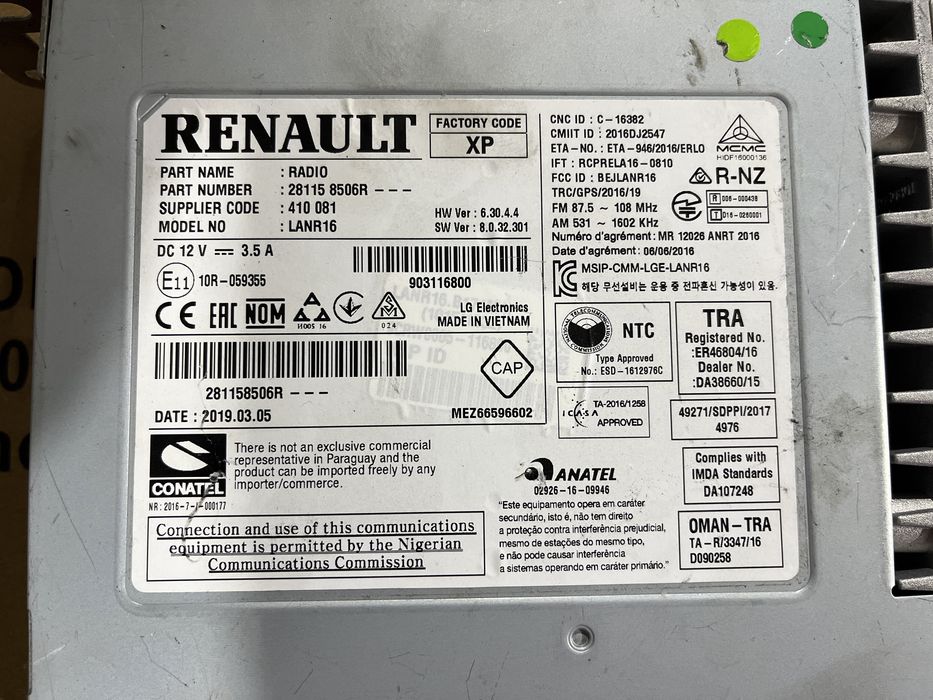 RENAULT
FACTORY CODE
XP
PART NAME : RADIO
PART NUMBER : 28115 8506R - - -
SUPPLIER CODE : 410 081
MODEL NO : LANR16
HW Ver : 6.30.4.4
SW Ver : 8.0.32.301
DC 12 V 3.5 A
E11 10R-059355
903116800
CE EAC NOM
H005 16
024
LG Electronics
MADE IN VIETNAM
281158506R - - -
DATE : 2019.03.05
CAP
MEZ66596602
CNC ID : C-16382
CMIIT ID : 2016DJ2547
ETA-NO. : ETA-946/2016/ERLO
IFT : RCPRELA16-0810
FCC ID : BEJLANR16
TRC/GPS/2016/19
FM 87.5 ~ 108 MHz
AM 531 ~ 1602 KHz
Numéro d'agrément: MR 12026 ANRT 2016
Date d'agrément: 06/06/2016
MCMC
HIDF16000136
R-NZ
R 006-000438
T D16-0260001
MSIP-CMM-LGE-LANR16
해당 무선설비는 운용 중 전파혼신 가능성이 있음.
NTC
Type Approved
No.: ESD-1612976C
TRA
Registered No.
:ER46804/16
Dealer No.
:DA38660/15
ICASA
TA-2016/1258
APPROVED
49271/SDPPI/2017
4976
CONATEL
NR: 2016-7-I-000177
There is not an exclusive commercial
representative in Paraguay and the
product can be imported freely by any
importer/commerce.
Connection and use of this communications
equipment is permitted by the Nigerian
Communications Commission
ANATEL
02926-16-09946
"Este equipamento opera em caráter
secundário, isto é, não tem direito
a proteção contra interferência prejudicial,
mesmo de estações do mesmo tipo,
e não pode causar interferência
a sistemas operando em caráter primário."
Complies with
IMDA Standards
DA107248
OMAN-TRA
TA-R/3347/16
D090258